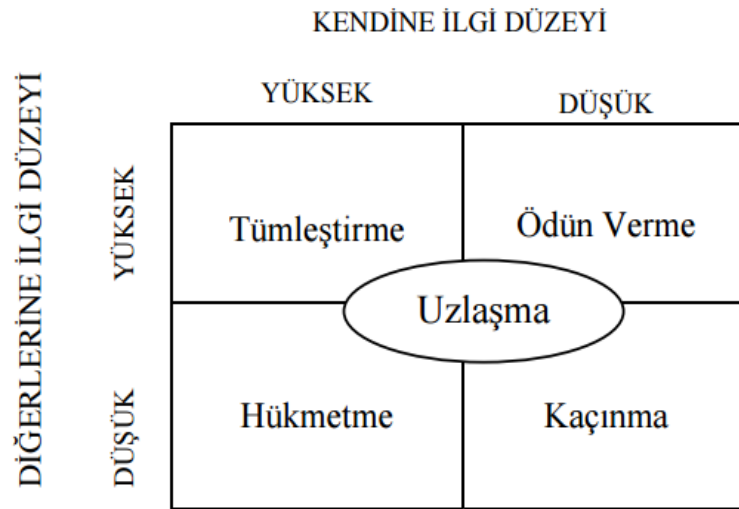 KENDİNE İLGİ DÜZEYİ
YÜKSEK
DÜŞÜK
DİĞERLERİNE İLGİ DÜZEYİ
YÜKSEK
Tümleştirme
Ödün Verme
Uzlaşma
DÜŞÜK
Hükmetme
Kaçınma